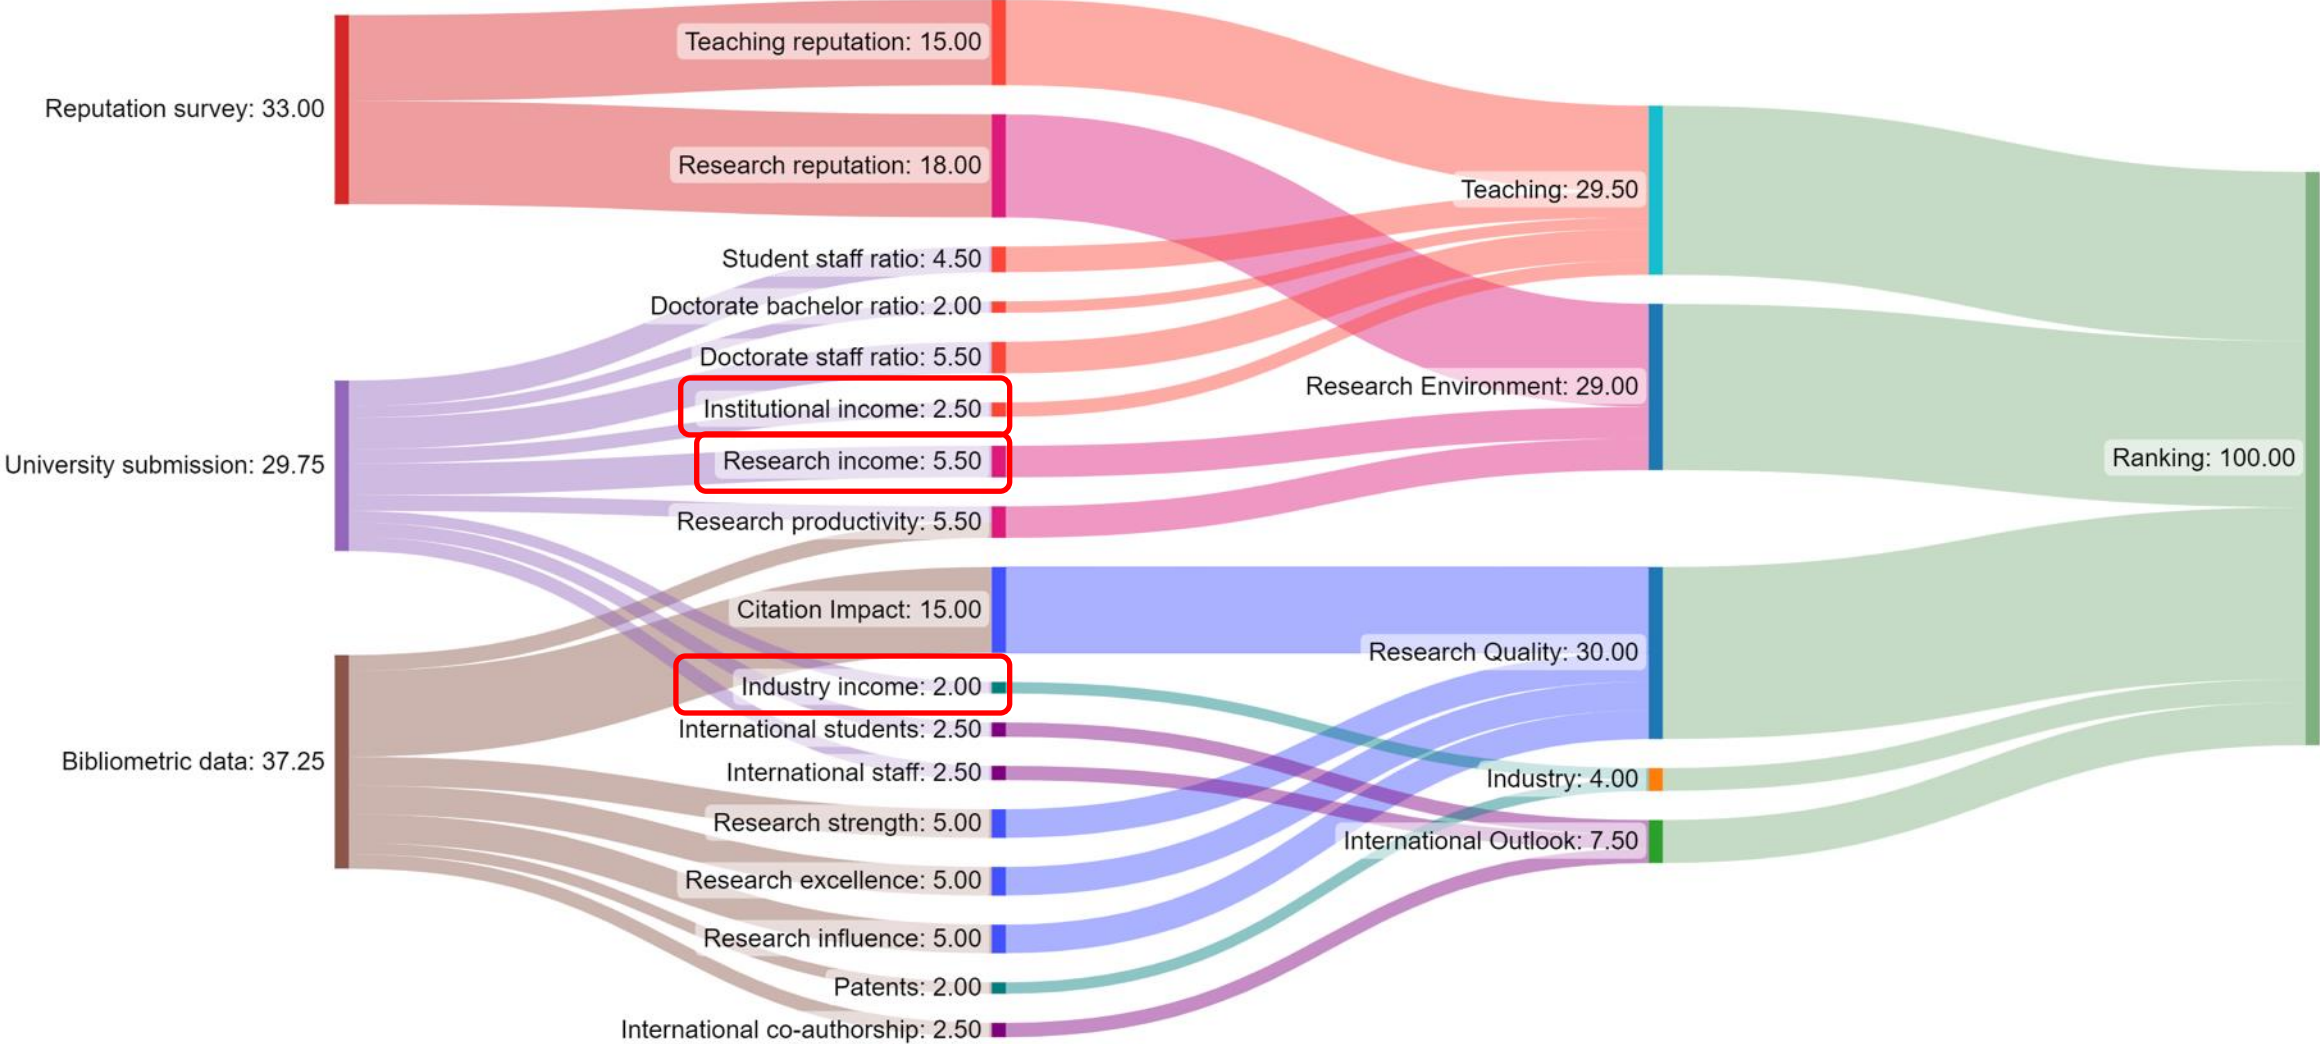 Reputation survey: 33.00
University submission: 29.75
Bibliometric data: 37.25
Teaching reputation: 15.00
Research reputation: 18.00
Student staff ratio: 4.50
Doctorate bachelor ratio: 2.00
Doctorate staff ratio: 5.50
Institutional income: 2.50
Research income: 5.50
Research productivity: 5.50
Citation Impact: 15.00
Industry income: 2.00
International students: 2.50
International staff: 2.50
Research strength: 5.00
Research excellence: 5.00
Research influence: 5.00
Patents: 2.00
International co-authorship: 2.50
Teaching: 29.50
Research Environment: 29.00
Research Quality: 30.00
Industry: 4.00
International Outlook: 7.50
Ranking: 100.00